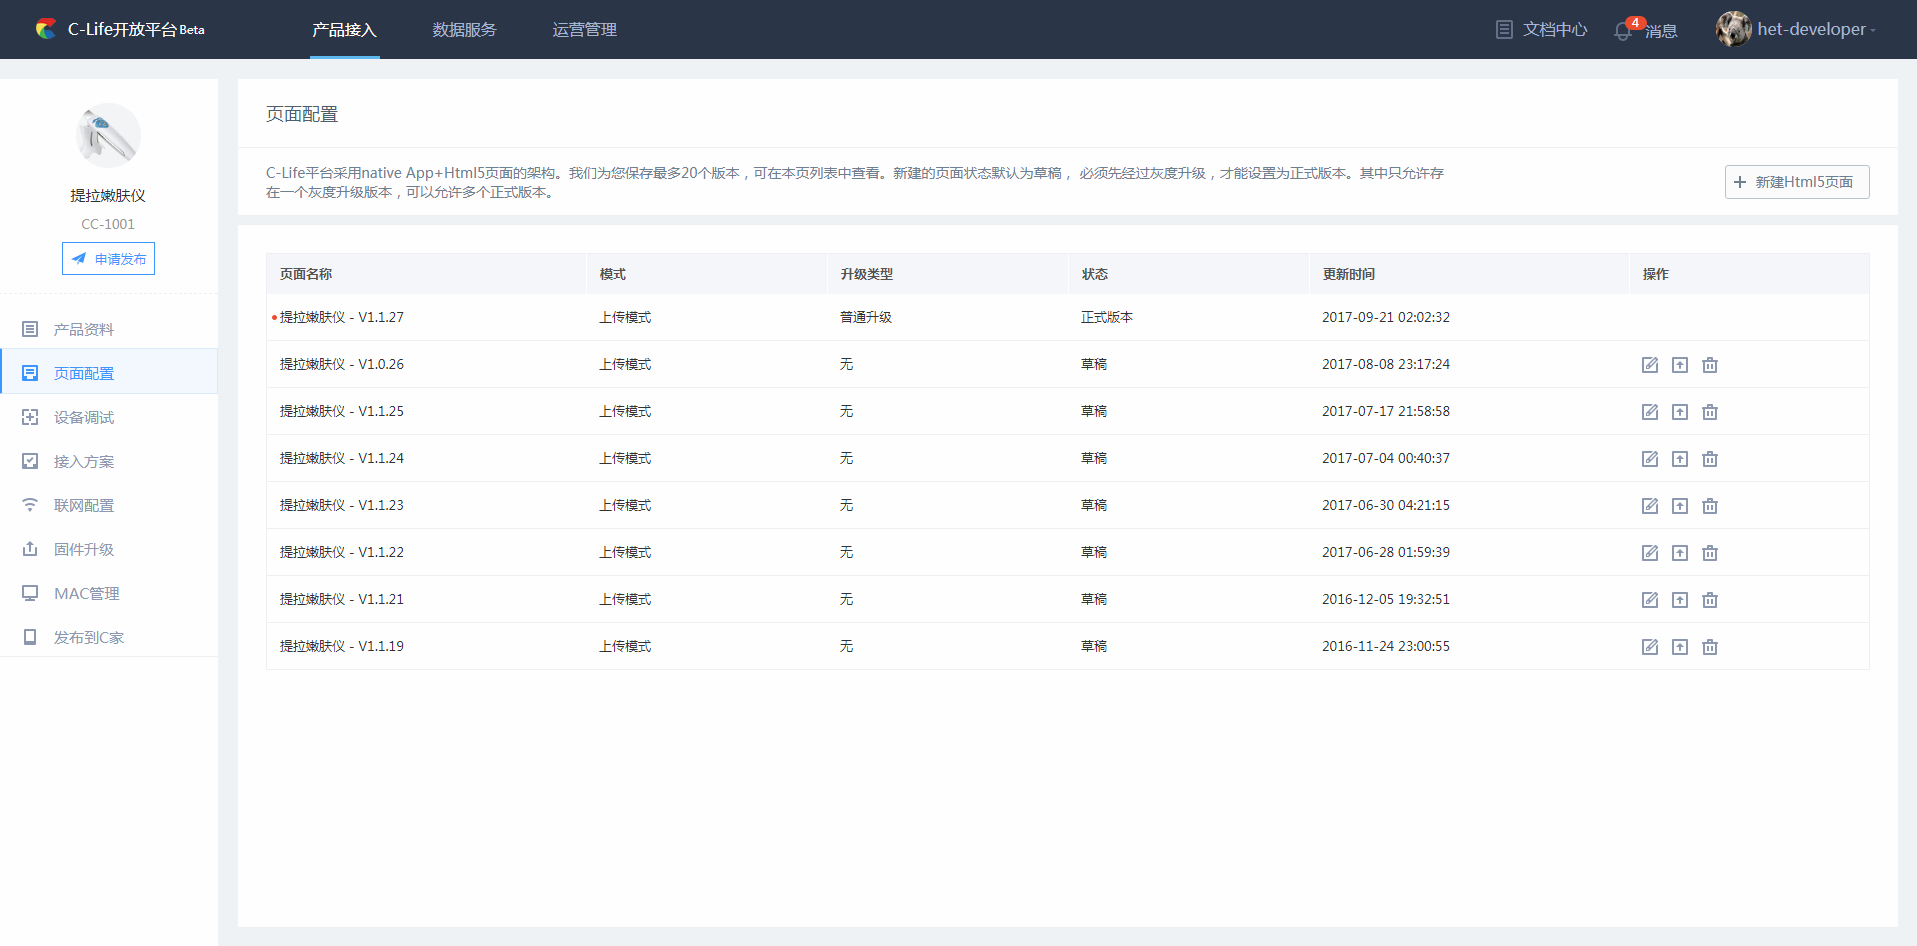 C-Life开放平台Beta
产品接入
数据服务
运营管理
文档中心
4
消息
het-developer
提拉嫩肤仪
CC-1001
申请发布
产品资料
页面配置
设备调试
接入方案
联网配置
固件升级
MAC管理
发布到C家
页面配置
C-Life平台采用native App+Html5页面的架构。我们为您保存最多20个版本，可在本页列表中查看。新建的页面状态默认为草稿， 必须先经过灰度升级，才能设置为正式版本。其中只允许存
在一个灰度升级版本，可以允许多个正式版本。
新建Html5页面
页面名称 模式 升级类型 状态 更新时间 操作
提拉嫩肤仪 - V1.1.27 上传模式 普通升级 正式版本 2017-09-21 02:02:32
提拉嫩肤仪 - V1.0.26 上传模式 无 草稿 2017-08-08 23:17:24
提拉嫩肤仪 - V1.1.25 上传模式 无 草稿 2017-07-17 21:58:58
提拉嫩肤仪 - V1.1.24 上传模式 无 草稿 2017-07-04 00:40:37
提拉嫩肤仪 - V1.1.23 上传模式 无 草稿 2017-06-30 04:21:15
提拉嫩肤仪 - V1.1.22 上传模式 无 草稿 2017-06-28 01:59:39
提拉嫩肤仪 - V1.1.21 上传模式 无 草稿 2016-12-05 19:32:51
提拉嫩肤仪 - V1.1.19 上传模式 无 草稿 2016-11-24 23:00:55